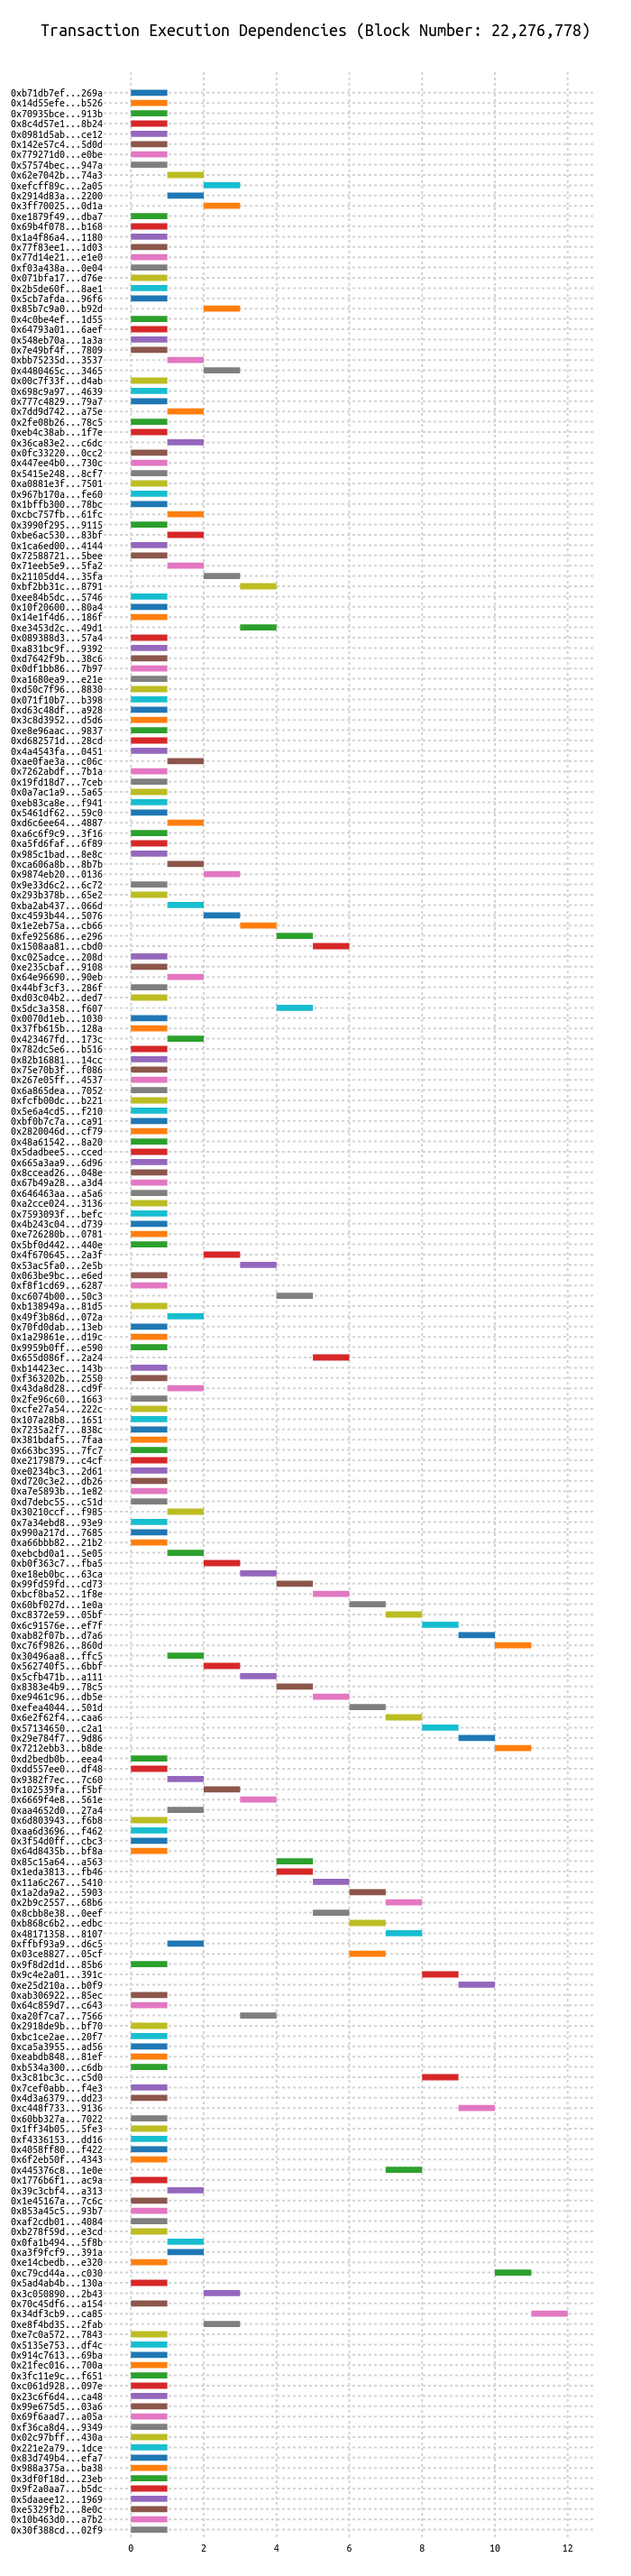 Transaction Execution Dependencies (Block Number: 22,276,778)
0xb71db7ef...269a
0x14d55efe...b526
0x70935bce...913b
0x8c4d57e1...8b24
0x0981d5ab...ce12
0x142e57c4...5d0d
0x779271d0...e0be
0x57574bec...947a
0x62e7042b...74a3
0xefcff89c...2a05
0x2914d83a...2200
0x3ff70025...0d1a
0xe1879f49...dba7
0x69b4f078...b168
0x1a4f86a4...1180
0x77f83ee1...1d03
0x77d14e21...e1e0
0xf03a438a...0e04
0x071bfa17...d76e
0x2b5de60f...8ae1
0x5cb7afda...96f6
0x85b7c9a0...b92d
0x4c0be4ef...1d55
0x64793a01...6aef
0x548eb70a...1a3a
0x7e49bf4f...7809
0xbb75235d...3537
0x4480465c...3465
0x00c7f33f...d4ab
0x698c9a97...4639
0x777c4829...79a7
0x7dd9d742...a75e
0x2fe08b26...78c5
0xeb4c38ab...1f7e
0x36ca83e2...c6dc
0x0fc33220...0cc2
0x447ee4b0...730c
0x5415e248...8cf7
0xa0881e3f...7501
0x967b170a...fe60
0x1bffb300...78bc
0xcbc757fb...61fc
0x3990f295...9115
0xbe6ac530...83bf
0x1ca6ed00...4144
0x72588721...5bee
0x71eeb5e9...5fa2
0x21105dd4...35fa
0xbf2bb31c...8791
0xee84b5dc...5746
0x10f20600...80a4
0x14e1f4d6...186f
0xe3453d2c...49d1
0x089388d3...57a4
0xa831bc9f...9392
0xd7642f9b...38c6
0x0df1bb86...7b97
0xa1680ea9...e21e
0xd50c7f96...8830
0x071f10b7...b398
0xd63c48df...a928
0x3c8d3952...d5d6
0xe8e96aac...9837
0xd682571d...28cd
0x4a4543fa...0451
0xae0fae3a...c06c
0x7262abdf...7b1a
0x19fd18d7...7ceb
0x0a7ac1a9...5a65
0xeb83ca8e...f941
0x5461df62...59c0
0xd6c6ee64...4887
0xa6c6f9c9...3f16
0xa5fd6faf...6f89
0x985c1bad...8e8c
0xca606a8b...8b7b
0x9874eb20...0136
0x9e33d6c2...6c72
0x293b378b...65e2
0xba2ab437...066d
0xc4593b44...5076
0x1e2eb75a...cb66
0xfe925686...e296
0x1508aa81...cbd0
0xc025adce...208d
0xe235cbaf...9108
0x64e96690...90eb
0x44bf3cf3...286f
0xd03c04b2...ded7
0x5dc3a358...f607
0x0070d1eb...1030
0x37fb615b...128a
0x423467fd...173c
0x782dc5e6...b516
0x82b16881...14cc
0x75e70b3f...f086
0x267e05ff...4537
0x6a865dea...7052
0xfcfb00dc...b221
0x5e6a4cd5...f210
0xbf0b7c7a...ca91
0x2820046d...cf79
0x48a61542...8a20
0x5dadbee5...cced
0x665a3aa9...6d96
0x8ccead26...048e
0x67b49a28...a3d4
0x646463aa...a5a6
0xa2cce024...3136
0x7593093f...befc
0x4b243c04...d739
0xe726280b...0781
0x5bf0d442...440e
0x4f670645...2a3f
0x53ac5fa0...2e5b
0x063be9bc...e6ed
0xf8f1cd69...6287
0xc6074b00...50c3
0xb138949a...81d5
0x49f3b86d...072a
0x70fd0dab...13eb
0x1a29861e...d19c
0x9959b0ff...e590
0x655d086f...2a24
0xb14423ec...143b
0xf363202b...2550
0x43da8d28...cd9f
0x2fe96c60...1663
0xcfe27a54...222c
0x107a28b8...1651
0x7235a2f7...838c
0x381bdaf5...7faa
0x663bc395...7fc7
0xe2179879...c4cf
0xe0234bc3...2d61
0xd720c3e2...db26
0xa7e5893b...1e82
0xd7debc55...c51d
0x30210ccf...f985
0x7a34ebd8...93e9
0x990a217d...7685
0xa66bbb82...21b2
0xebcbd0a1...5e05
0xb0f363c7...fba5
0xe18eb0bc...63ca
0x99fd59fd...cd73
0xbcf8ba52...1f8e
0x60bf027d...1e0a
0xc8372e59...05bf
0x6c91576e...ef7f
0xab82f07b...d7a6
0xc76f9826...860d
0x30496aa8...ffc5
0x562740f5...6bbf
0x5cfb471b...a111
0x8383e4b9...78c5
0xe9461c96...db5e
0xefea4044...501d
0x6e2f62f4...caa6
0x57134650...c2a1
0x29e784f7...9d86
0x7212ebb3...b8de
0xd2bedb0b...eea4
0xdd557ee0...df48
0x9382f7ec...7c60
0x102539fa...f5bf
0x6669f4e8...561e
0xaa4652d0...27a4
0x6d803943...f6b8
0xaa6d3696...f462
0x3f54d0ff...cbc3
0x64d8435b...bf8a
0x85c15a64...a563
0x1eda3813...fb46
0x11a6c267...5410
0x1a2da9a2...5903
0x2b9c2557...68b6
0x8cbb8e38...0eef
0xb868c6b2...edbc
0x48171358...8107
0xffbf93a9...d6c5
0x03ce8827...05cf
0x9f8d2d1d...85b6
0x9c4e2a01...391c
0xe25d210a...b0f9
0xab306922...85ec
0x64c859d7...c643
0xa20f7ca7...7566
0x2918de9b...bf70
0xbc1ce2ae...20f7
0xca5a3955...ad56
0xeabdb848...81ef
0xb534a300...c6db
0x3c81bc3c...c5d0
0x7cef0abb...f4e3
0x4d3a6379...dd23
0xc448f733...9136
0x60bb327a...7022
0x1ff34b05...5fe3
0xf4336153...dd16
0x4058ff80...f422
0x6f2eb50f...4343
0x445376c8...1e0e
0x1776b6f1...ac9a
0x39c3cbf4...a313
0x1e45167a...7c6c
0x853a45c5...93b7
0xaf2cdb01...4084
0xb278f59d...e3cd
0x0fa1b494...5f8b
0xa3f9fcf9...391a
0xe14cbedb...e320
0xc79cd44a...c030
0x5ad4ab4b...130a
0x3c050890...2b43
0x70c45df6...a154
0x34df3cb9...ca85
0xe8f4bd35...2fab
0xe7c0a572...7843
0x5135e753...df4c
0x914c7613...69ba
0x21fec016...700a
0x3fc11e9c...f651
0xc061d928...097e
0x23c6f6d4...ca48
0x99e675d5...03a6
0x69f6aad7...a05a
0xf36ca8d4...9349
0x02c97bff...430a
0x221e2a79...1dce
0x83d749b4...efa7
0x988a375a...ba38
0x3df0f18d...23eb
0x9f2a0aa7...b5dc
0x5daaee12...1969
0xe5329fb2...8e0c
0x10b463d0...a7b2
0x30f388cd...02f9
0 2 4 6 8 10 12